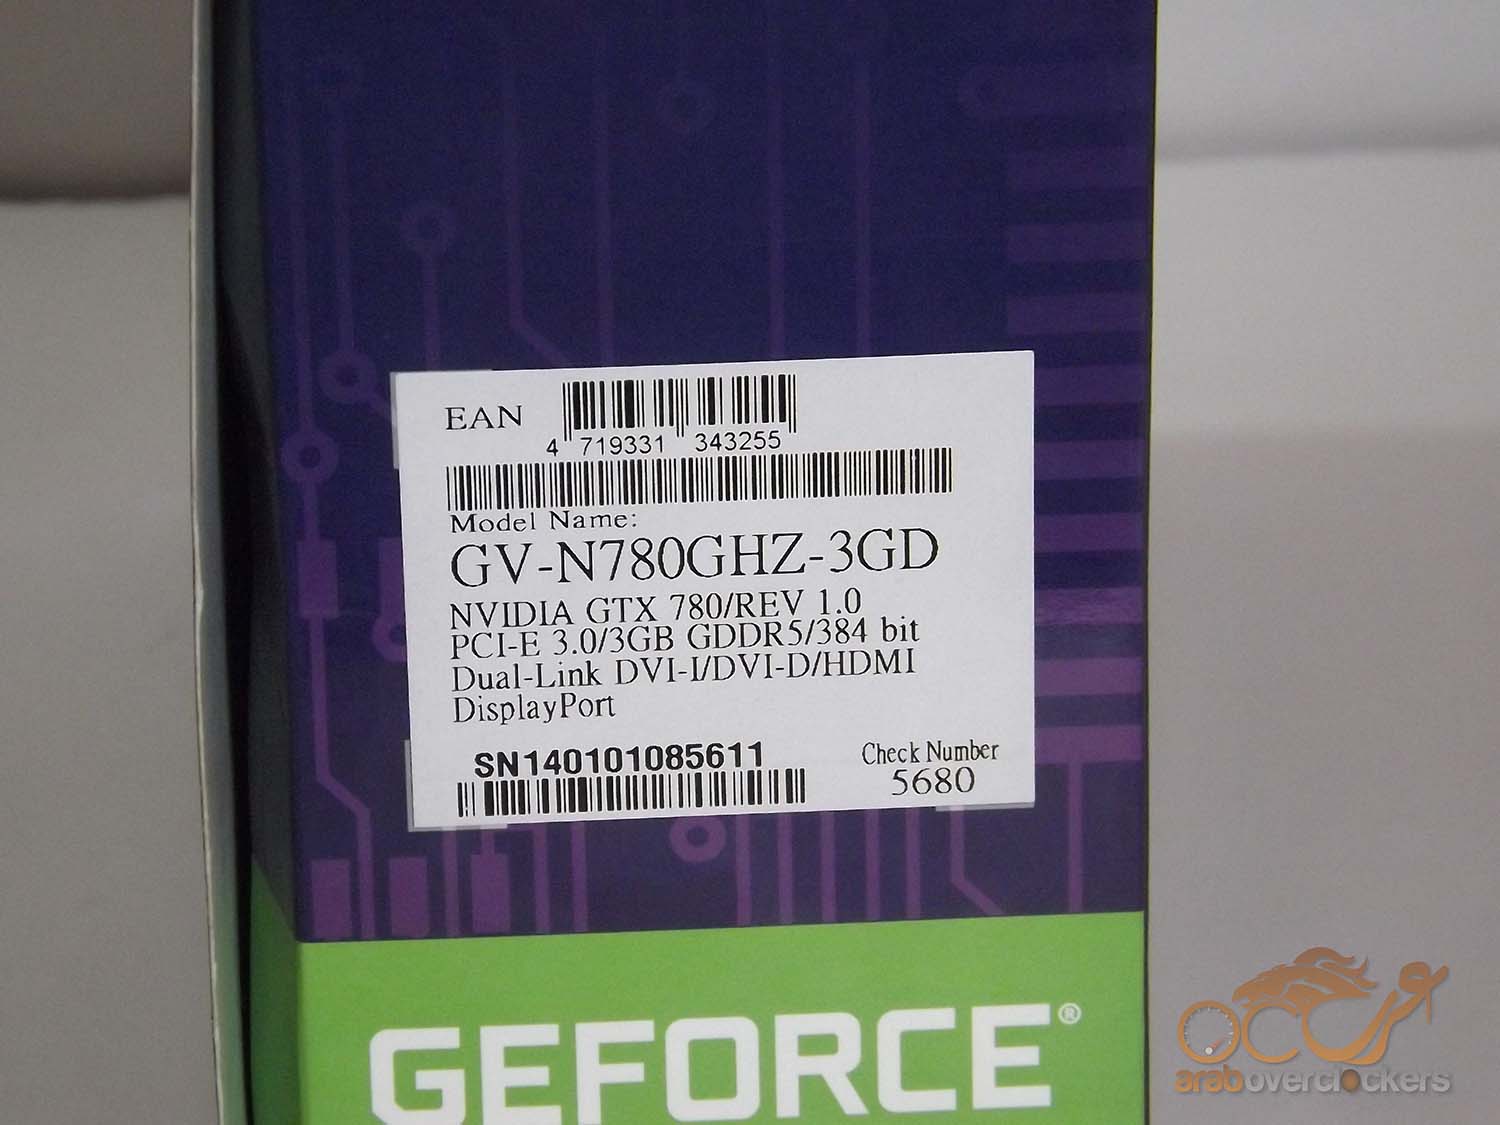 EAN
4 719331 343255
Model Name:
GV-N780GHZ-3GD
NVIDIA GTX 780/REV 1.0
PCI-E 3.0/3GB GDDR5/384 bit
Dual-Link DVI-I/DVI-D/HDMI
DisplayPort
SN140101085611
Check Number
5680
GEFORCE®
araboverclockers